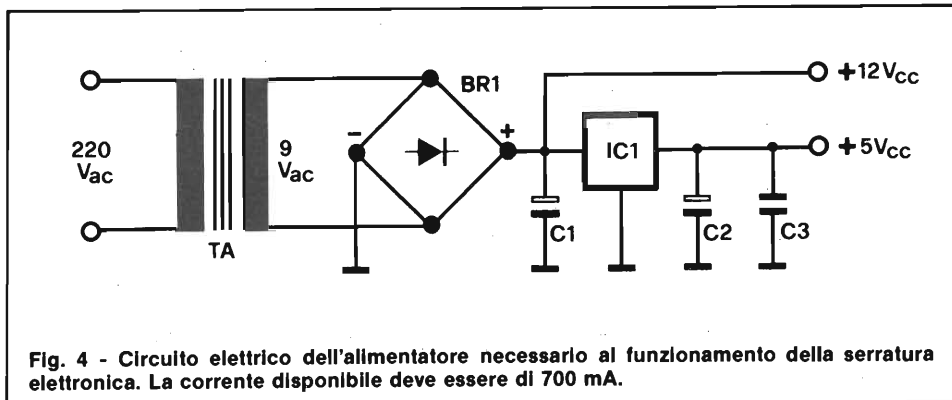 BR1
+12Vcc
220 Vac
9 Vac
-
+
IC1
+5Vcc
C1
C2
C3
TA
Fig. 4 - Circuito elettrico dell'alimentatore necessario al funzionamento della serratura
elettronica. La corrente disponibile deve essere di 700 mA.